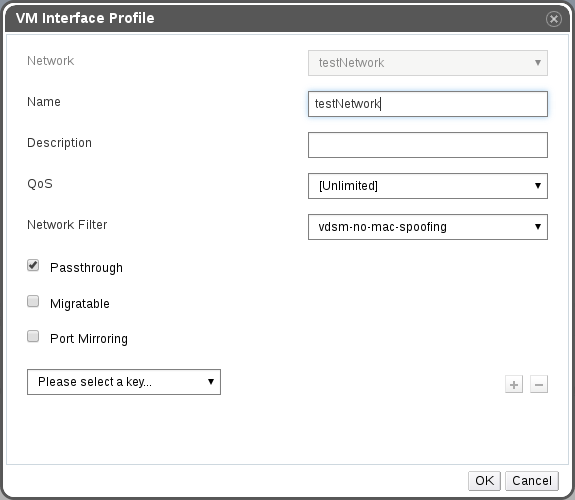 VM Interface Profile
Network testNetwork
Name testNetwork
Description
QoS [Unlimited]
Network Filter vdsm-no-mac-spoofing
Passthrough
Migratable
Port Mirroring
Please select a key...
OK Cancel